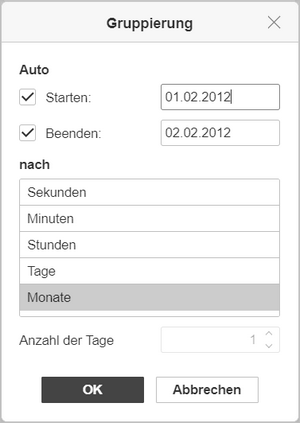 Gruppierung
Auto
Starten: 01.02.2012
Beenden: 02.02.2012
nach
Sekunden
Minuten
Stunden
Tage
Monate
Anzahl der Tage 1
OK Abbrechen